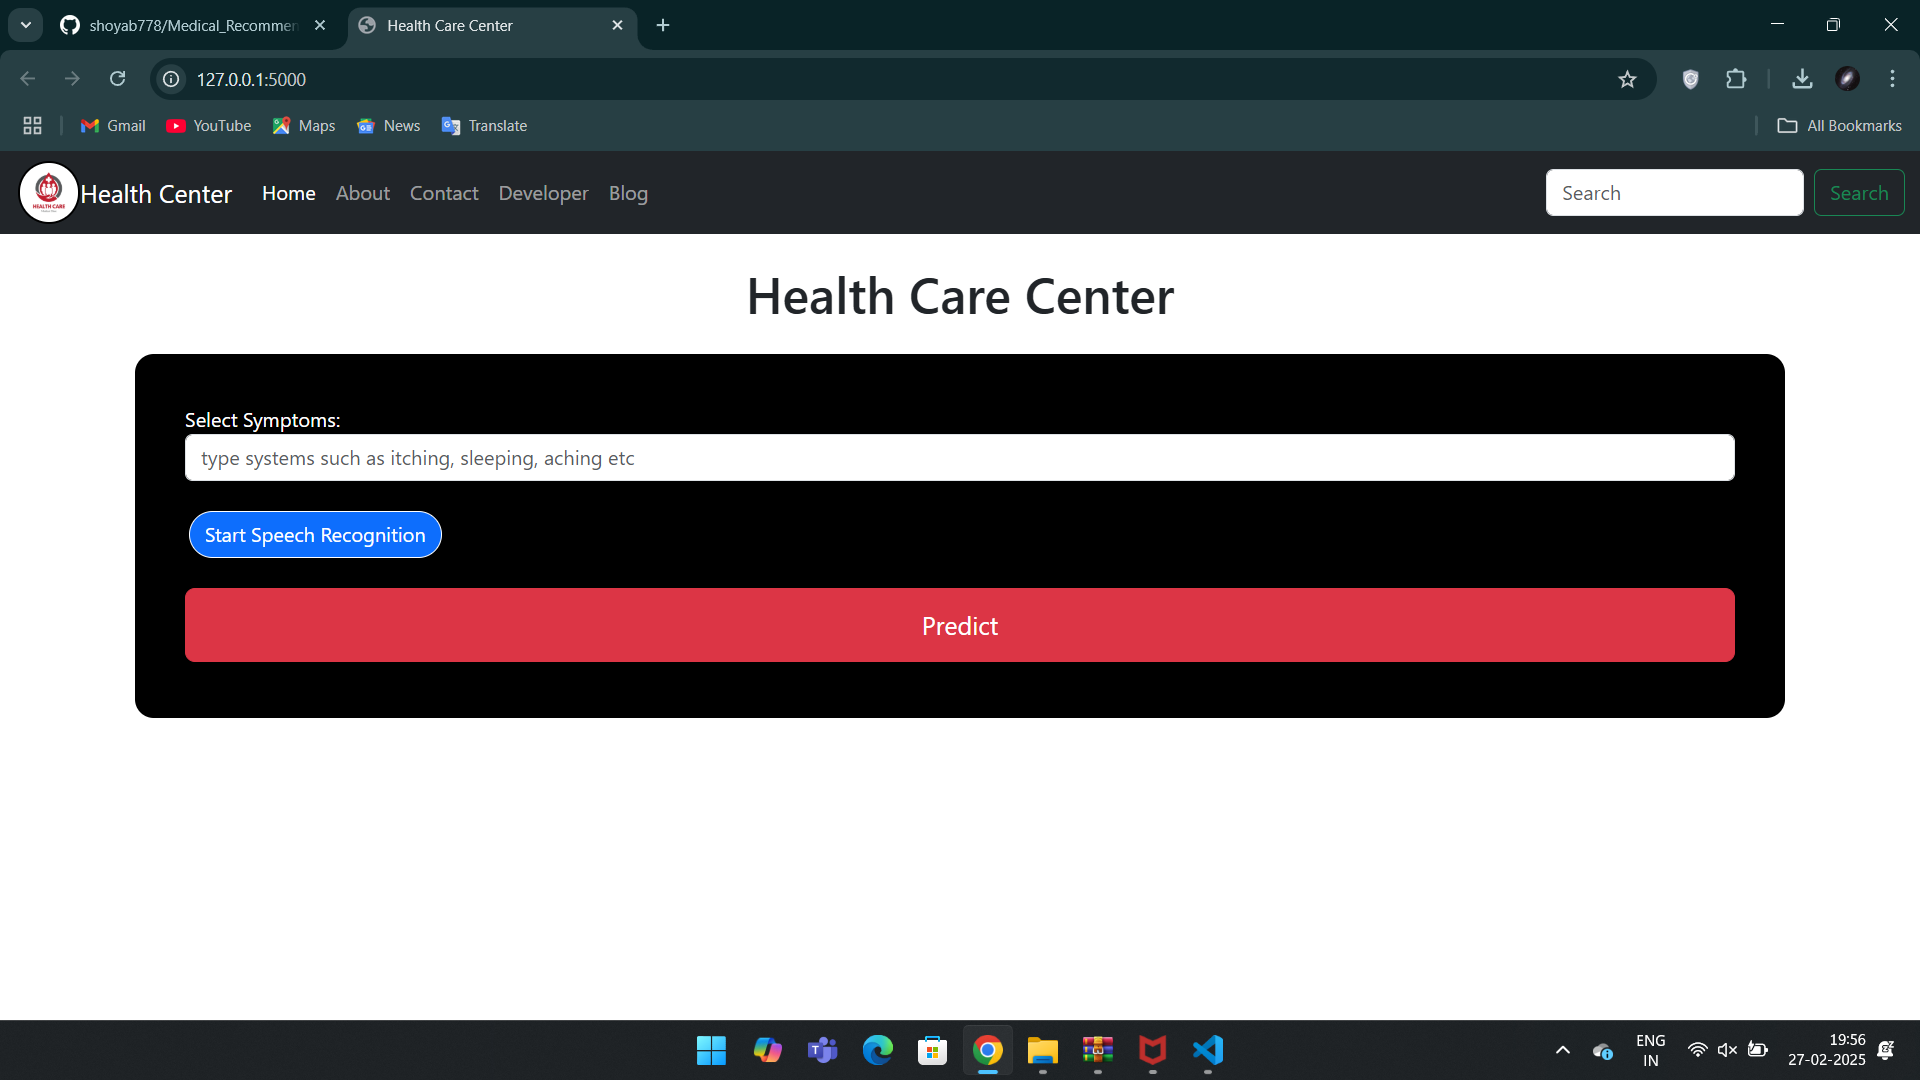 shoyab778/Medical_Recommen
Health Care Center
127.0.0.1:5000
Gmail
YouTube
Maps
News
Translate
All Bookmarks
HEALTH CARE
Health Center
Home
About
Contact
Developer
Blog
Search
Search
Health Care Center
Select Symptoms:
type systems such as itching, sleeping, aching etc
Start Speech Recognition
Predict
ENG
IN
19:56
27-02-2025